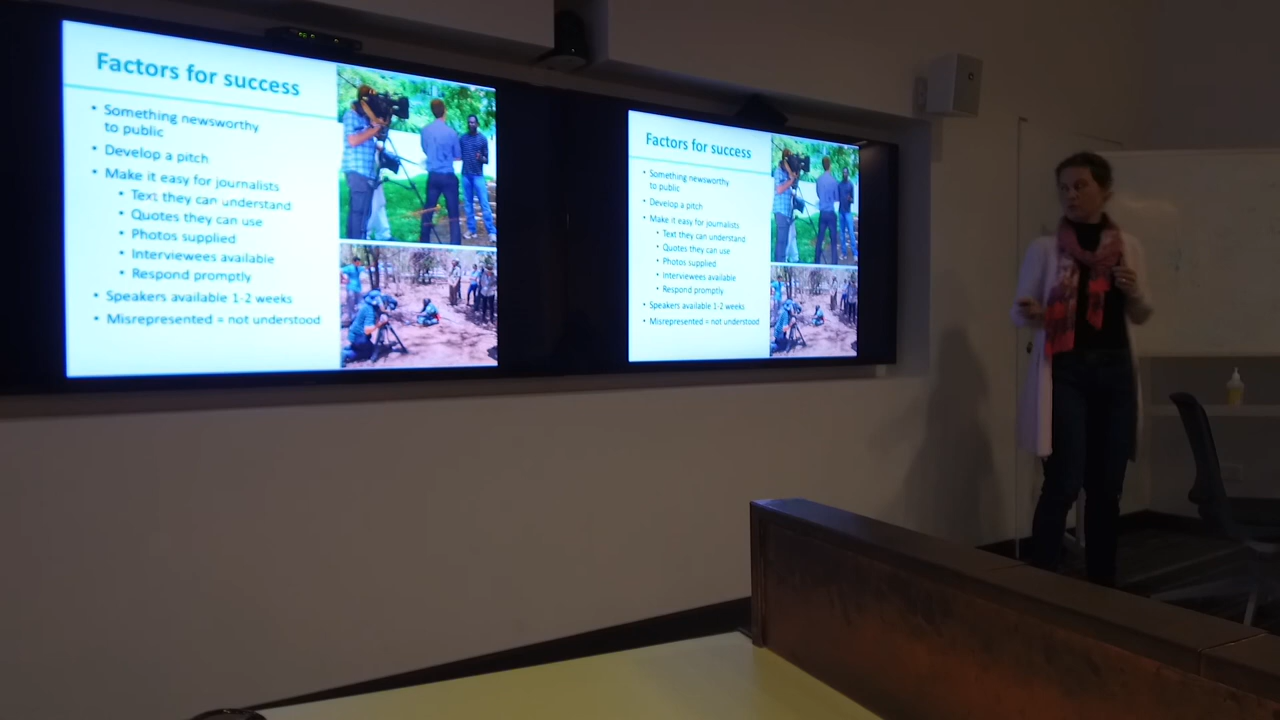 Factors for success
• Something newsworthy
to public
• Develop a pitch
• Make it easy for journalists
• Text they can understand
• Quotes they can use
• Photos supplied
• Interviewees available
• Respond promptly
• Speakers available 1-2 weeks
• Misrepresented = not understood
Factors for success
• Something newsworthy
to public
• Develop a pitch
• Make it easy for journalists
• Text they can understand
• Quotes they can use
• Photos supplied
• Interviewees available
• Respond promptly
• Speakers available 1-2 weeks
• Misrepresented = not understood